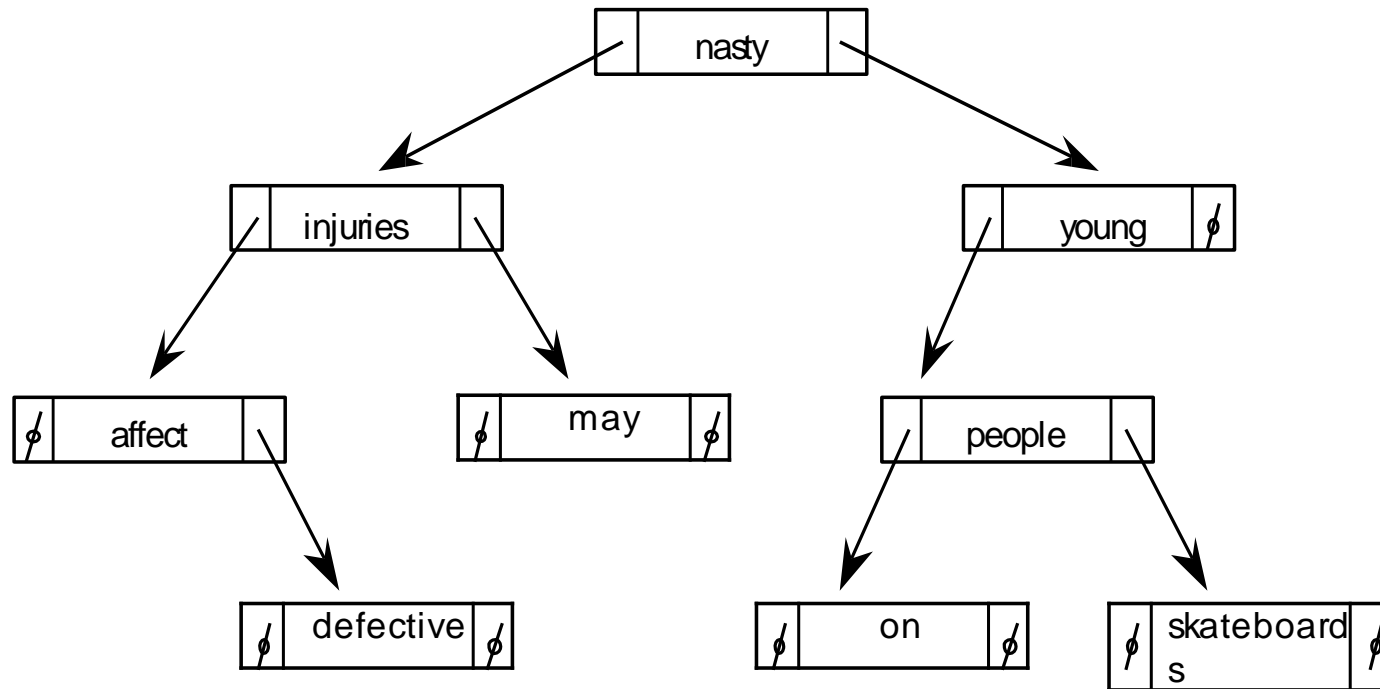 nasty
injuries
young
affect
may
people
defective
on
skateboard
s